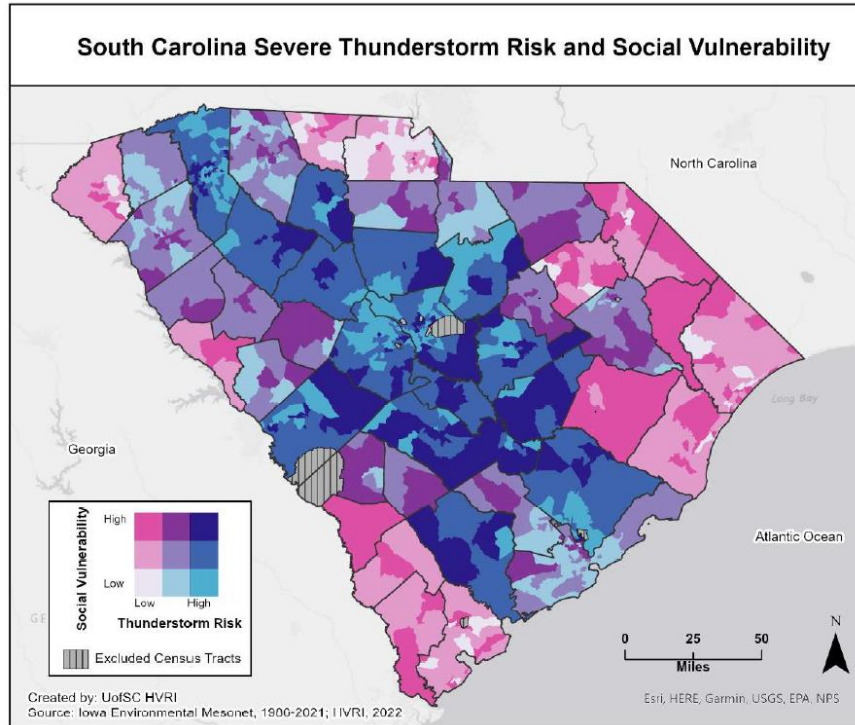 South Carolina Severe Thunderstorm Risk and Social Vulnerability
North Carolina
Long Bay
Georgia
Atlantic Ocean
Social Vulnerability
High
Low
Low
High
Thunderstorm Risk
Excluded Census Tracts
N
0 25 50
Miles
Created by: UofSC HVRI
Source: Iowa Environmental Mesonet, 1986-2021; HVRI, 2022
Esri, HERE, Garmin, USGS, EPA, NPS